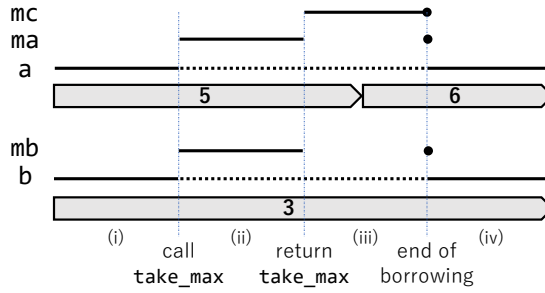 mc
ma
a
5 6
mb
b
3
(i) (ii) (iii) (iv)
call return end of
take_max take_max borrowing